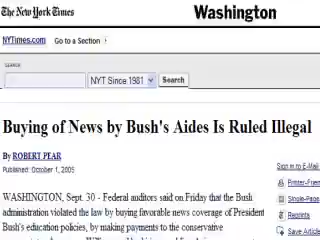 The New York Times
Washington
NYTimes.com Go to a Section
SEARCH
NYT Since 1981 Search
Buying of News by Bush's Aides Is Ruled Illegal
By ROBERT PEAR
Published: October 1, 2005
Sign In to E-Mail
Printer-Frien
Single-Page
Reprints
Save Article
WASHINGTON, Sept. 30 - Federal auditors said on Friday that the Bush
administration violated the law by buying favorable news coverage of President
Bush's education policies, by making payments to the conservative